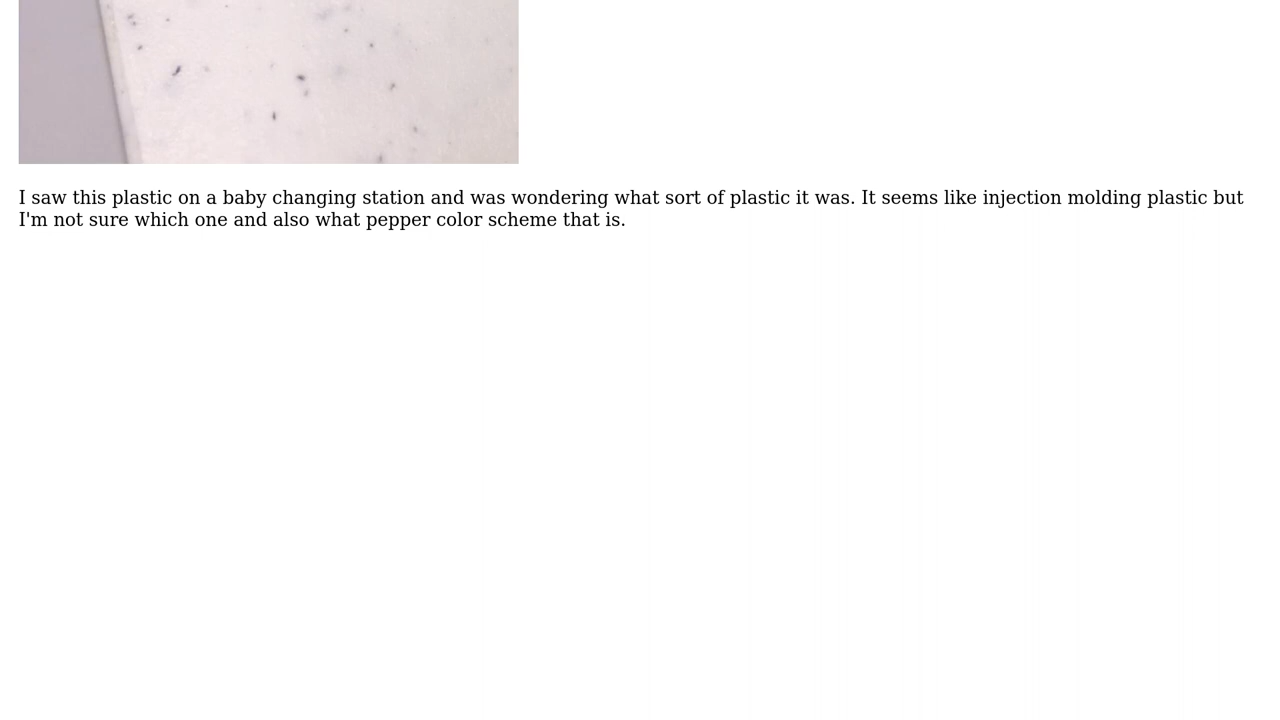 I saw this plastic on a baby changing station and was wondering what sort of plastic it was. It seems like injection molding plastic but
I'm not sure which one and also what pepper color scheme that is.